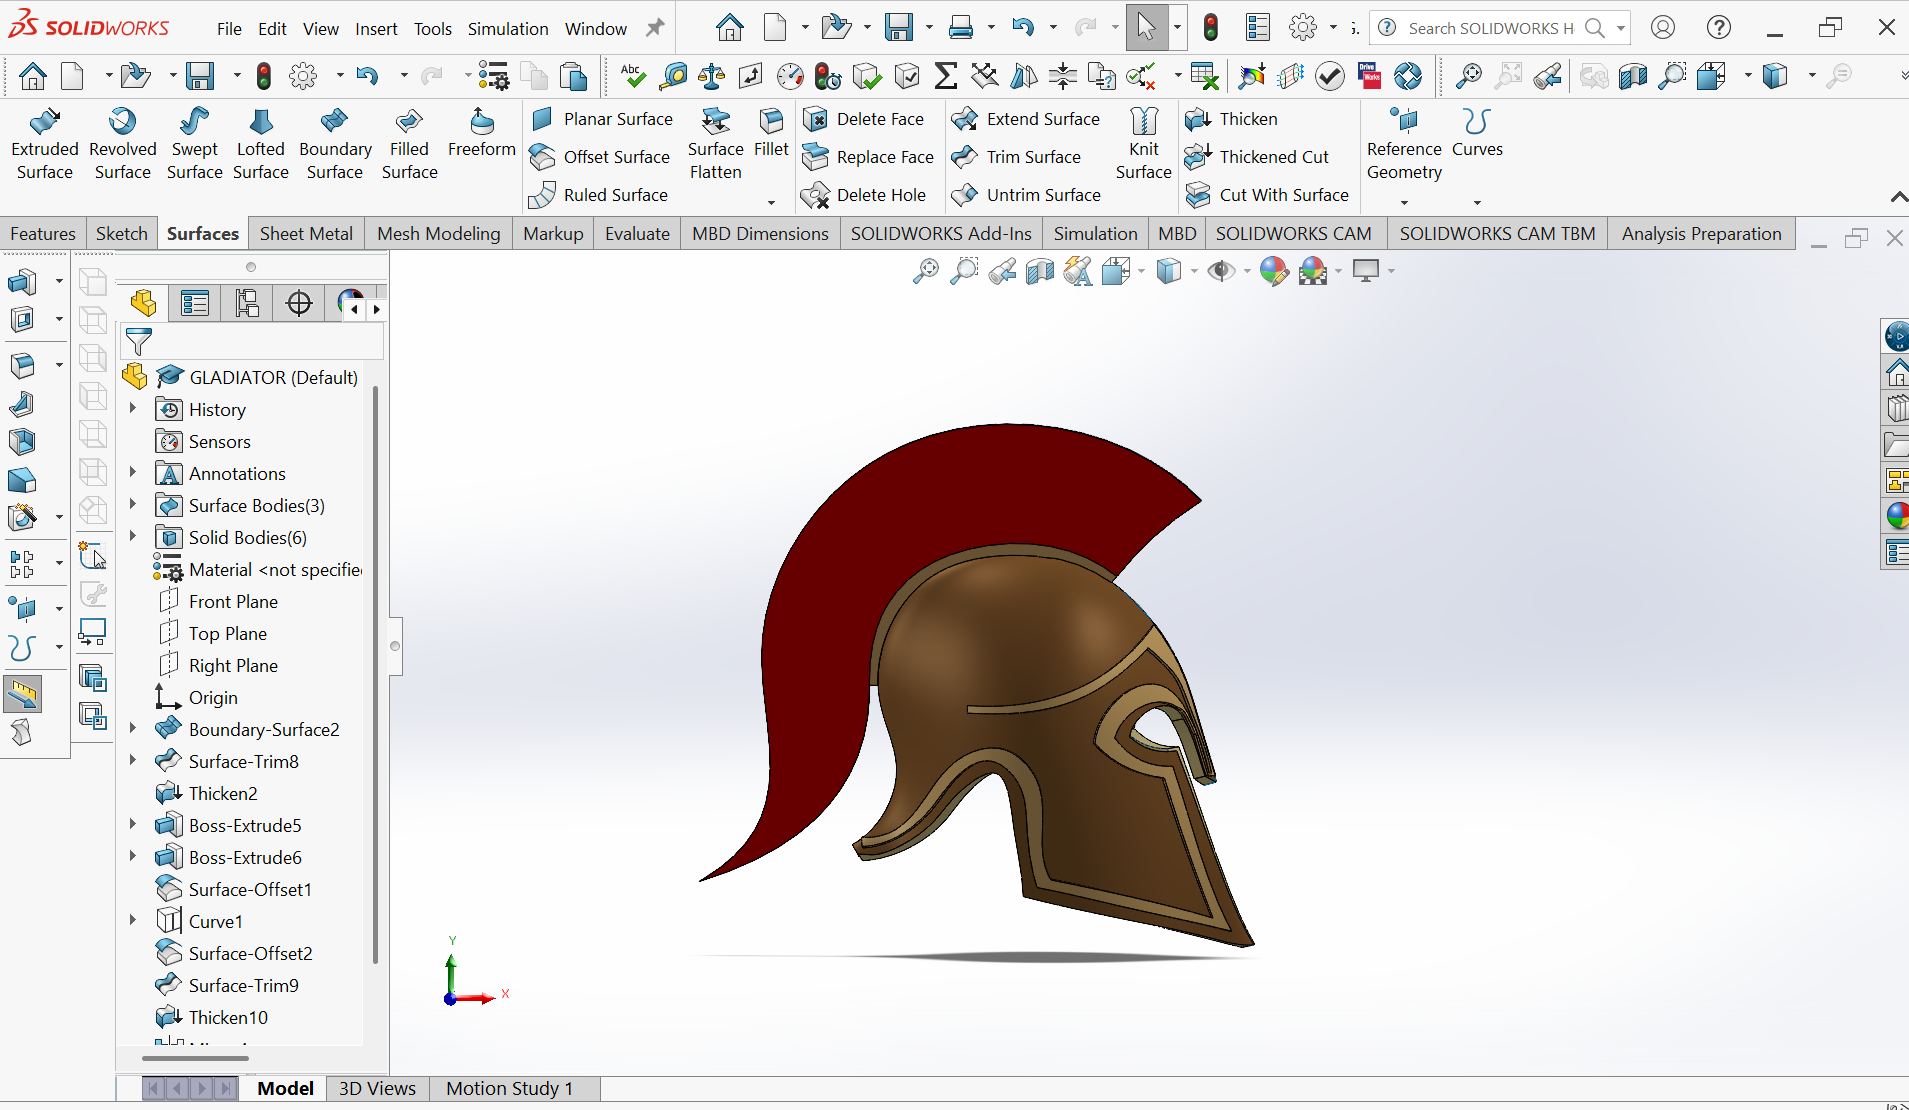 SOLIDWORKS File Edit View Insert Tools Simulation Window Search SOLIDWORKS H
Abc
Drive Works
Extruded Surface
Revolved Surface
Swept Surface
Lofted Surface
Boundary Surface
Filled Surface
Freeform
Planar Surface
Offset Surface
Ruled Surface
Surface Flatten
Fillet
Delete Face
Replace Face
Delete Hole
Extend Surface
Trim Surface
Untrim Surface
Knit Surface
Thicken
Thickened Cut
Cut With Surface
Reference Geometry
Curves
Features Sketch Surfaces Sheet Metal Mesh Modeling Markup Evaluate MBD Dimensions SOLIDWORKS Add-Ins Simulation MBD SOLIDWORKS CAM SOLIDWORKS CAM TBM Analysis Preparation
GLADIATOR (Default)
History
Sensors
Annotations
Surface Bodies(3)
Solid Bodies(6)
Material <not specifie
Front Plane
Top Plane
Right Plane
Origin
Boundary-Surface2
Surface-Trim8
Thicken2
Boss-Extrude5
Boss-Extrude6
Surface-Offset1
Curve1
Surface-Offset2
Surface-Trim9
Thicken10
Y
X
Model 3D Views Motion Study 1